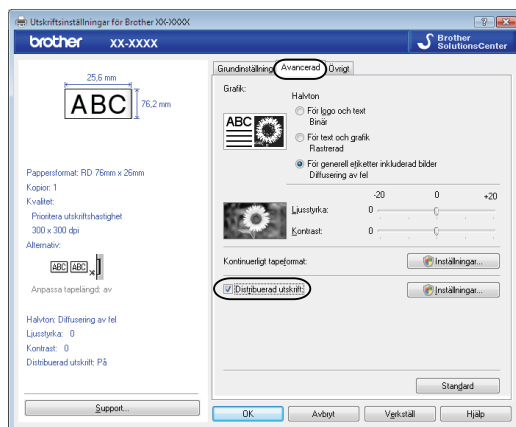 Utskriftsinställningar för Brother XX-XXXX
brother XX-XXXX
Brother
SolutionsCenter
25,6 mm
ABC
76,2 mm
Pappersformat: RD 76mm x 26mm
Kopior: 1
Kvalitet:
Prioritera utskriftshastighet
300 x 300 dpi
Alternativ:
ABC ABC x
Anpassa tapelängd: av
Halvton: Diffusering av fel
Ljusstyrka: 0
Kontrast: 0
Distribuerad utskrift: På
Support...
Grundinställning Avancerad Övrigt
Grafik:
ABC
Halvton
För logo och text
Binär
För text och grafik
Rastrerad
För generell etiketter inkluderad bilder
Diffusering av fel
-20 0 +20
Ljusstyrka: 0
Kontrast: 0
Kontinuerligt tapeformat: Inställningar...
Distribuerad utskrift: Inställningar...
Standard
OK Avbryt Verkställ Hjälp